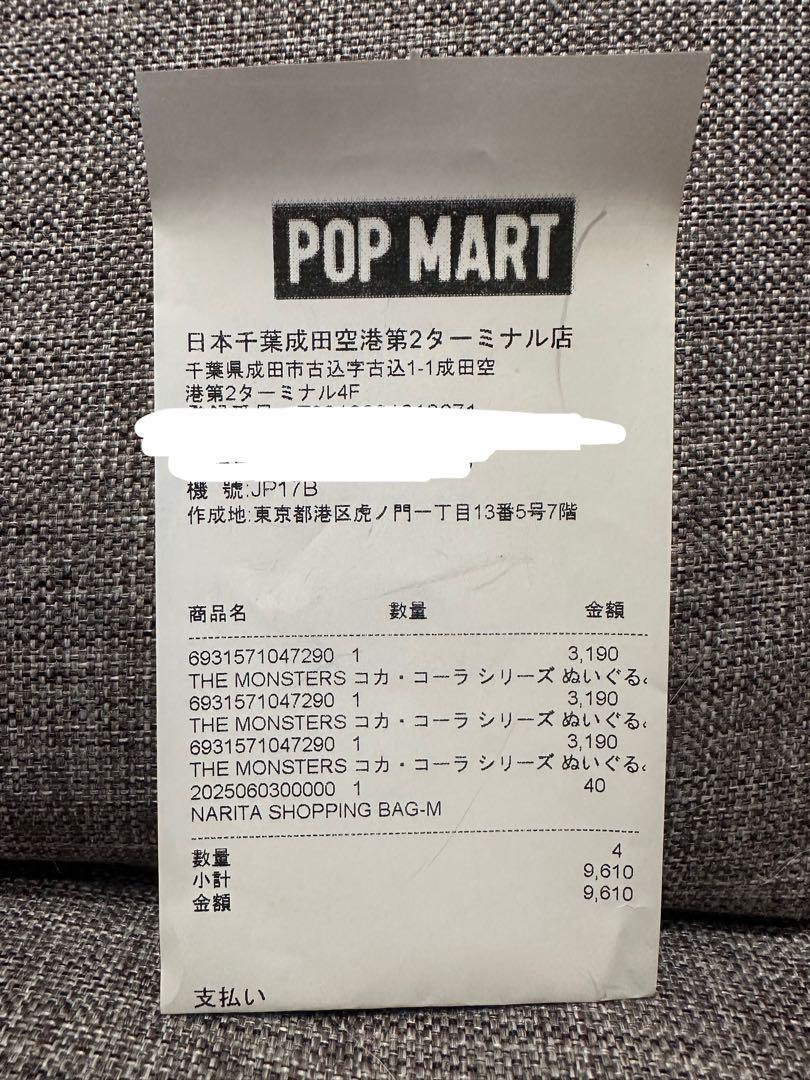 POP MART
日本千葉成田空港第2ターミナル店
千葉県成田市古込字古込1-1成田空
港第2ターミナル4F
機 號:JP17B
作成地:東京都港区虎ノ門一丁目13番5号7階
商品名 數量 金額
6931571047290 1 3,190
THE MONSTERS コカ・コーラ シリーズ ぬいぐる
6931571047290 1 3,190
THE MONSTERS コカ・コーラ シリーズ ぬいぐる
6931571047290 1 3,190
THE MONSTERS コカ・コーラ シリーズ ぬいぐる
2025060300000 1 40
NARITA SHOPPING BAG-M
數量 4
小計 9,610
金額 9,610
支払い